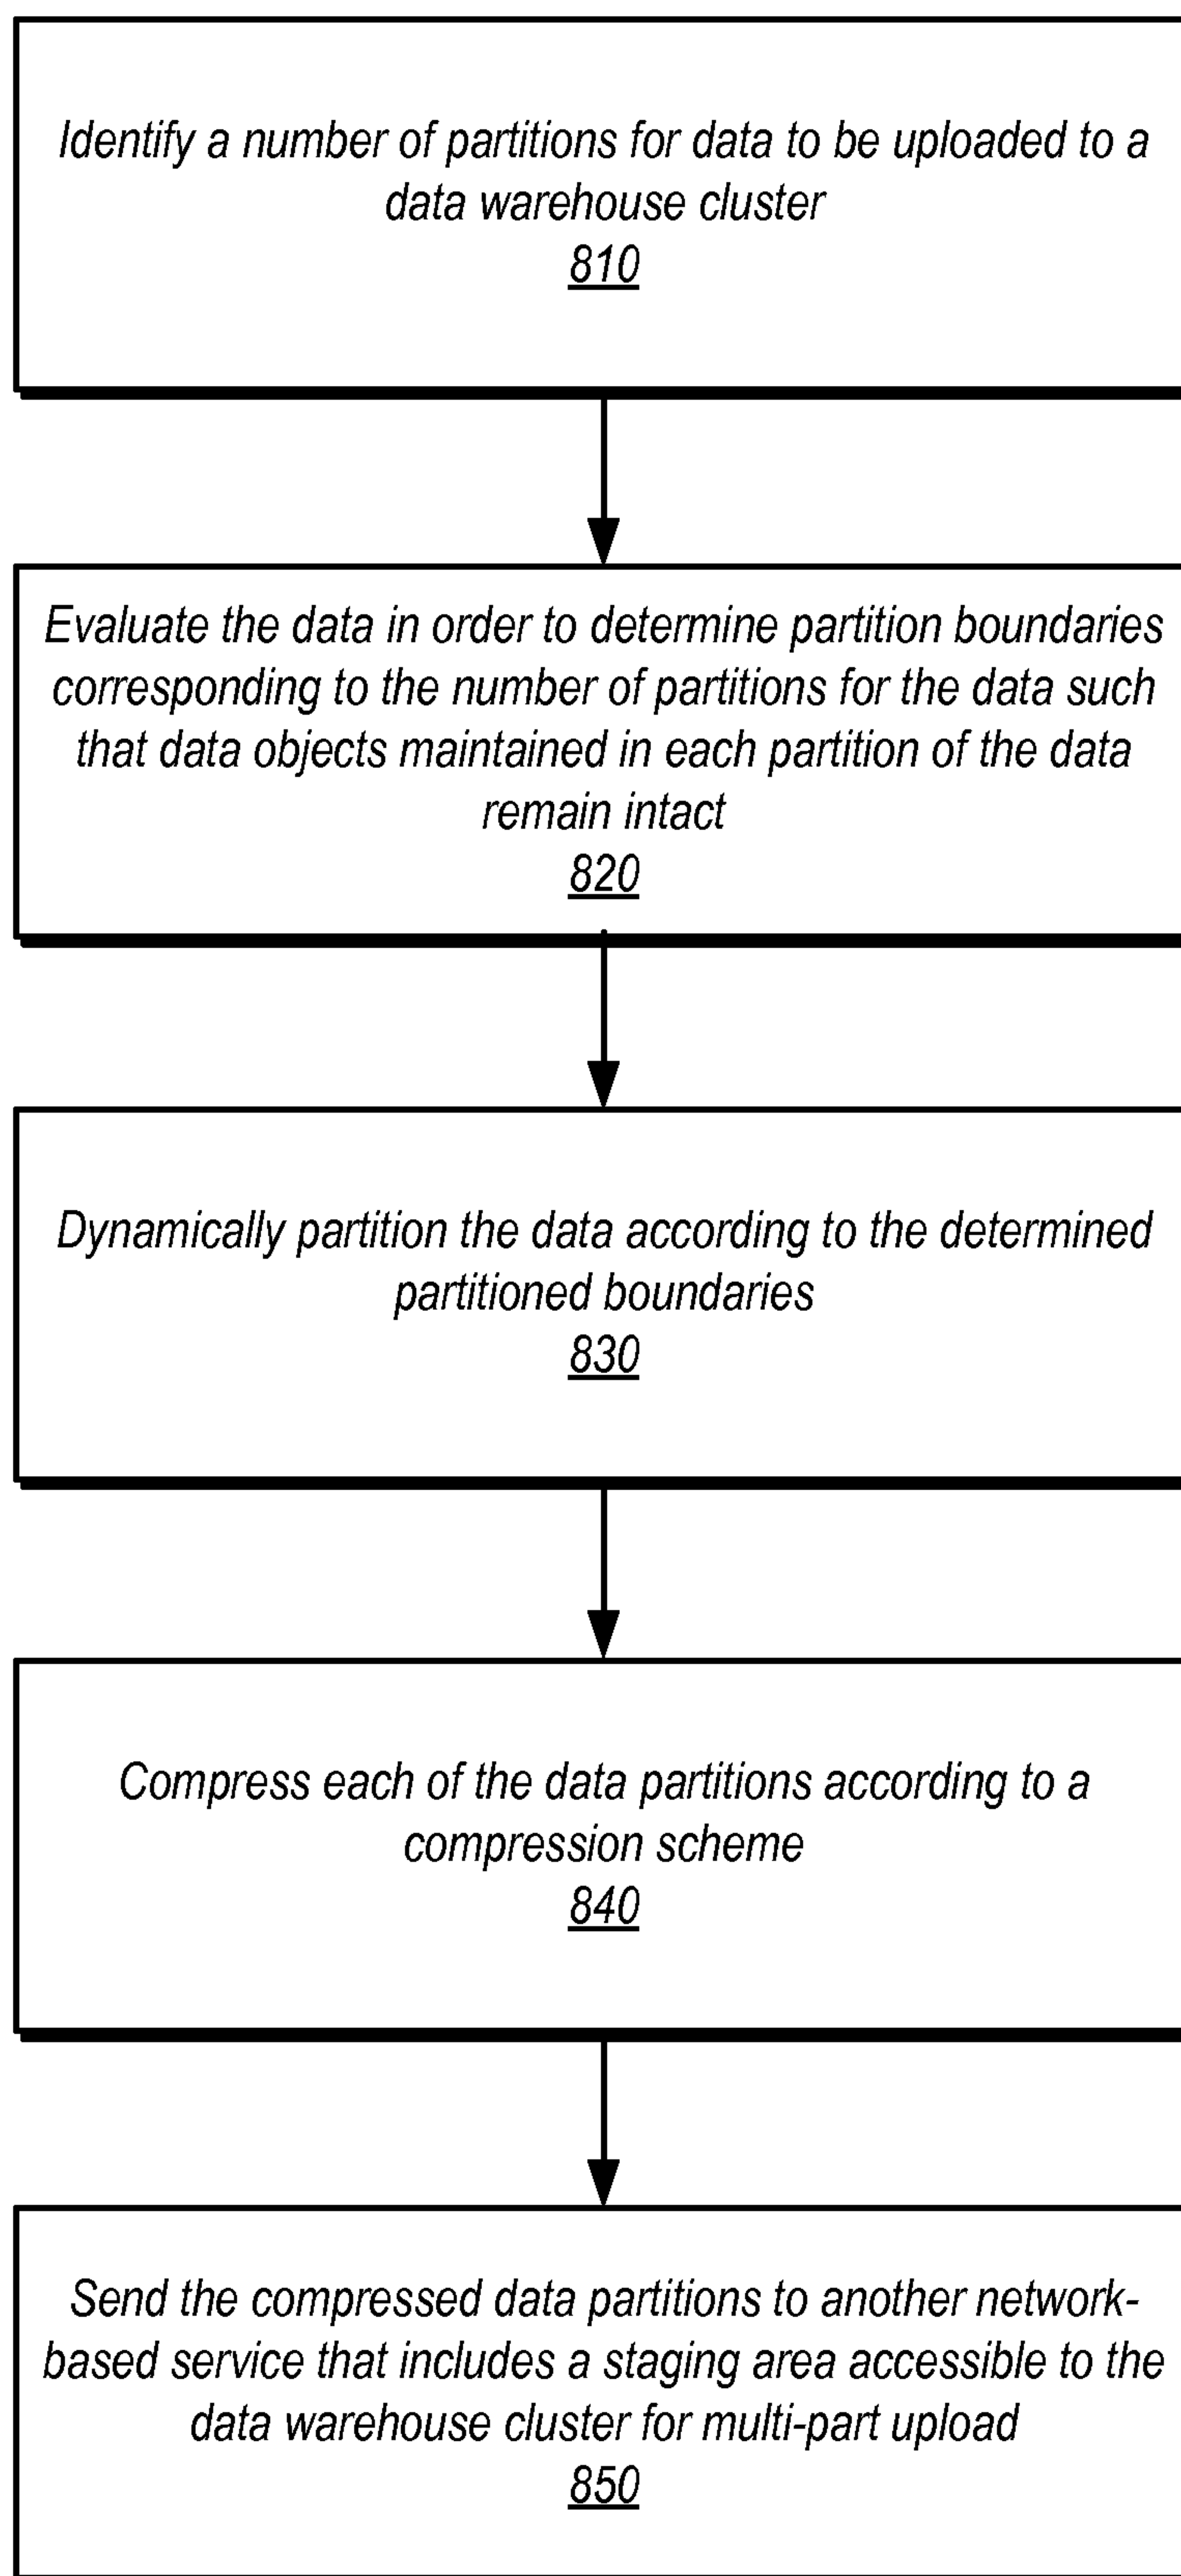 Identify a number of partitions for data to be uploaded to a
data warehouse cluster
810
Evaluate the data in order to determine partition boundaries
corresponding to the number of partitions for the data such
that data objects maintained in each partition of the data
remain intact
820
Dynamically partition the data according to the determined
partitioned boundaries
830
Compress each of the data partitions according to a
compression scheme
840
Send the compressed data partitions to another network-
based service that includes a staging area accessible to the
data warehouse cluster for multi-part upload
850